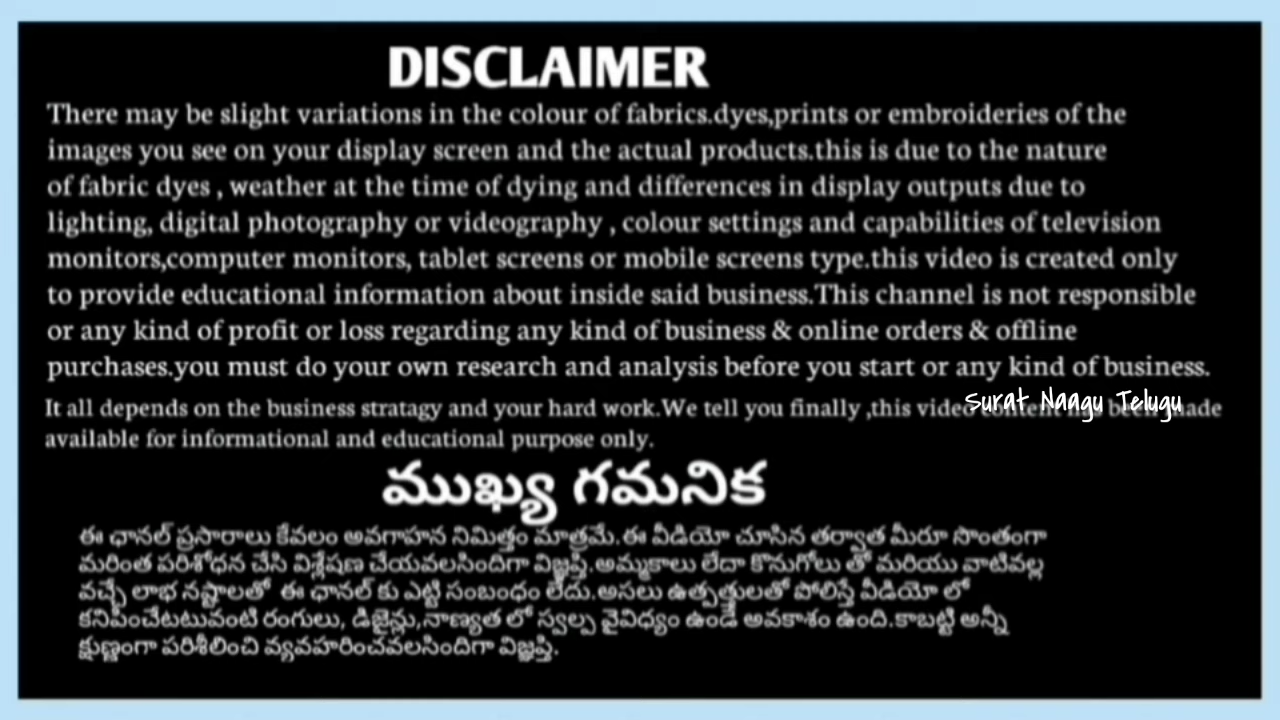 DISCLAIMER
There may be slight variations in the colour of fabrics.dyes,prints or embroideries of the
images you see on your display screen and the actual products.this is due to the nature
of fabric dyes , weather at the time of dying and differences in display outputs due to
lighting, digital photography or videography , colour settings and capabilities of television
monitors,computer monitors, tablet screens or mobile screens type.this video is created only
to provide educational information about inside said business.This channel is not responsible
or any kind of profit or loss regarding any kind of business & online orders & offline
purchases.you must do your own research and analysis before you start or any kind of business.
Surat Naagu Telugu
It all depends on the business stratagy and your hard work.We tell you finally ,this video made
available for informational and educational purpose only.
ముఖ్య గమనిక
ఈ ఛానల్ ప్రసారాలు కేవలం అవగాహన నిమిత్తం మాత్రమే.ఈ వీడియో చూసిన తర్వాత మీరూ సొంతంగా
మరింత పరిశోధన చేసి విశ్లేషణ చేయవలసిందిగా విజ్ఞప్తి.అమ్మకాలు లేదా కొనుగోలు తో మరియు వాటివల్ల
వచ్చే లాభ నష్టాలతో ఈ ఛానల్ కు ఎట్టి సంబంధం లేదు.అసలు ఉత్పత్తులతో పోలిస్తే వీడియో లో
కనిపించేటటువంటి రంగులు, డిజైన్లు,నాణ్యత లో స్వల్ప వైవిధ్యం ఉండే అవకాశం ఉంది.కాబట్టి అన్నీ
క్షుణ్ణంగా పరిశీలించి వ్యవహరించవలసిందిగా విజ్ఞప్తి.